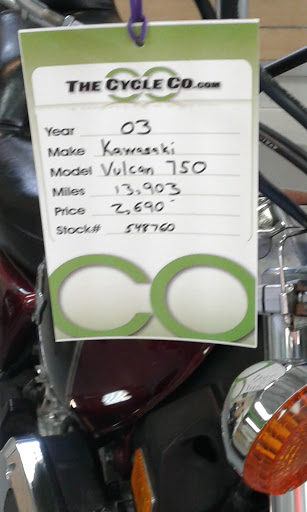 THE CYCLE CO.COM
Year 03
Make Kawasaki
Model Vulcan 750
Miles 13,903
Price 2,690-
Stock# 548760
CO